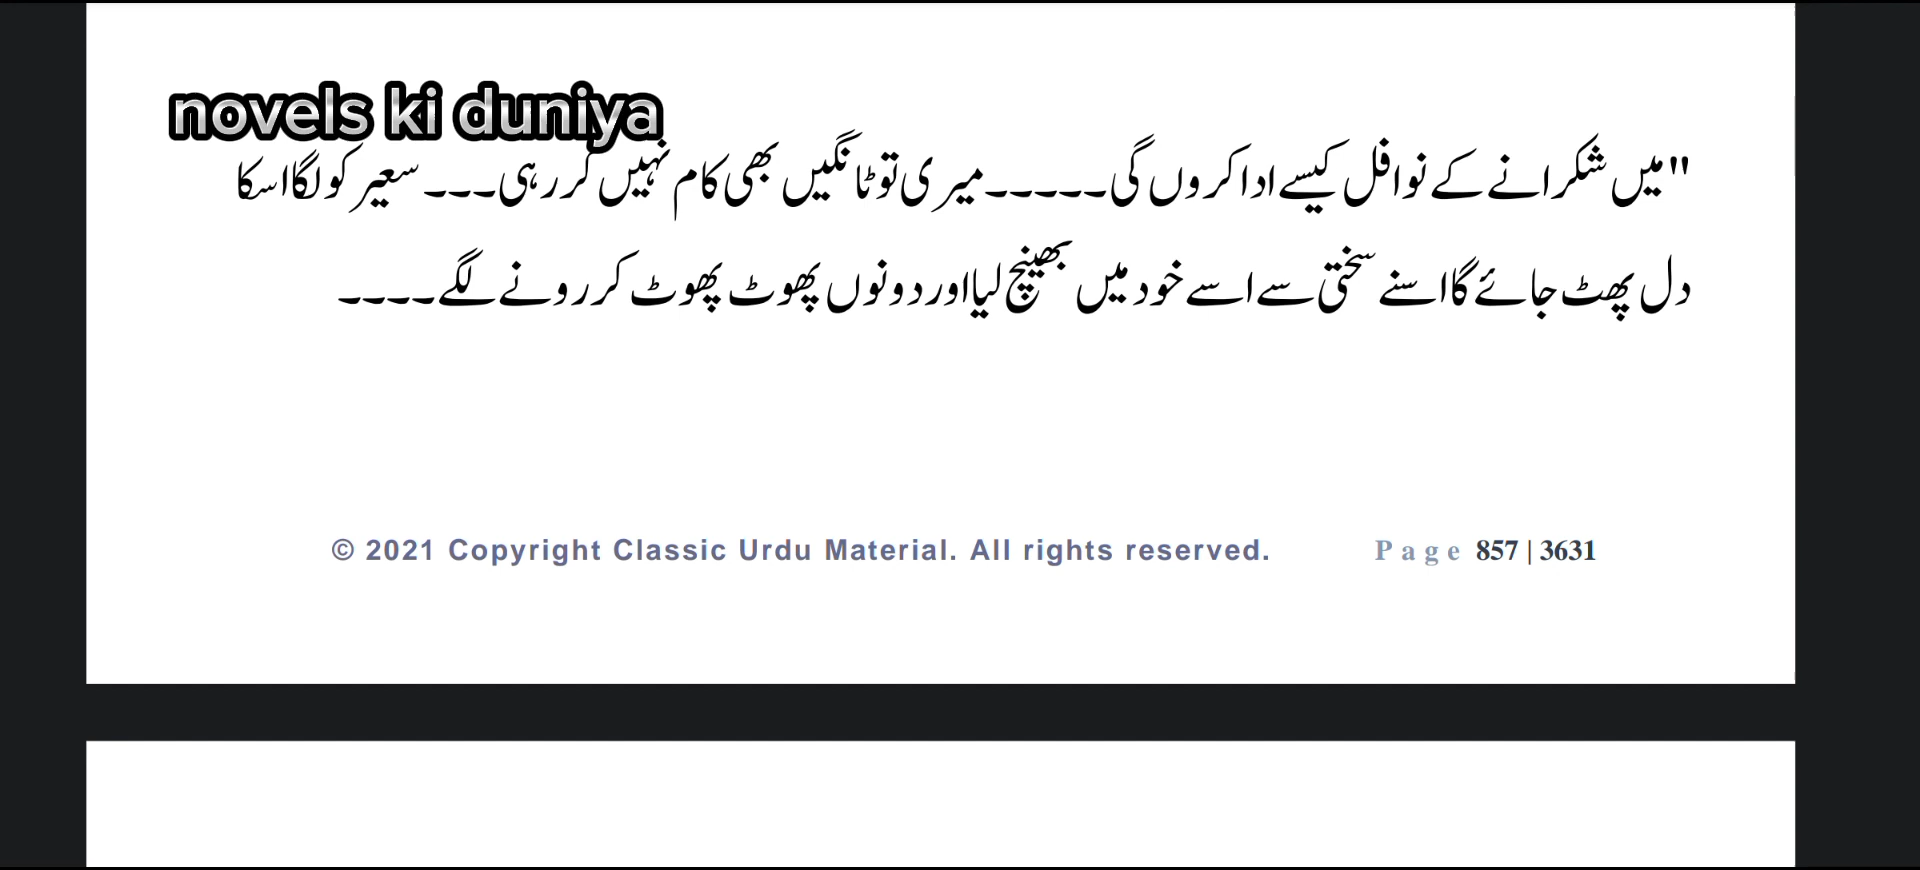 novels ki duniya
"میں شکرانے کے نوافل کیسے ادا کروں گی۔۔۔۔۔میری تو ٹانگیں بھی کام نہیں کر رہی۔۔۔ سعیر کو لگا اسکا
دل پھٹ جائے گا اسنے سختی سے اسے خود میں بھینچ لیا اور دونوں پھوٹ پھوٹ کر رونے لگے۔۔۔۔
© 2021 Copyright Classic Urdu Material. All rights reserved. Page 857 | 3631